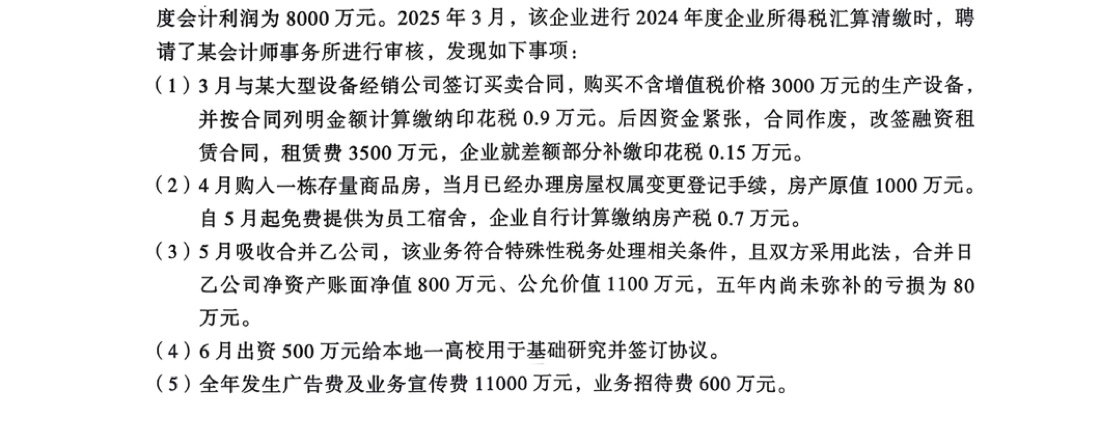 度会计利润为 8000 万元。2025 年 3 月，该企业进行 2024 年度企业所得税汇算清缴时，聘
请了某会计师事务所进行审核，发现如下事项：
（1）3 月与某大型设备经销公司签订买卖合同，购买不含增值税价格 3000 万元的生产设备，
并按合同列明金额计算缴纳印花税 0.9 万元。后因资金紧张，合同作废，改签融资租
赁合同，租赁费 3500 万元，企业就差额部分补缴印花税 0.15 万元。
（2）4 月购入一栋存量商品房，当月已经办理房屋权属变更登记手续，房产原值 1000 万元。
自 5 月起免费提供为员工宿舍，企业自行计算缴纳房产税 0.7 万元。
（3）5 月吸收合并乙公司，该业务符合特殊性税务处理相关条件，且双方采用此法，合并日
乙公司净资产账面净值 800 万元、公允价值 1100 万元，五年内尚未弥补的亏损为 80
万元。
（4）6 月出资 500 万元给本地一高校用于基础研究并签订协议。
（5）全年发生广告费及业务宣传费 11000 万元，业务招待费 600 万元。